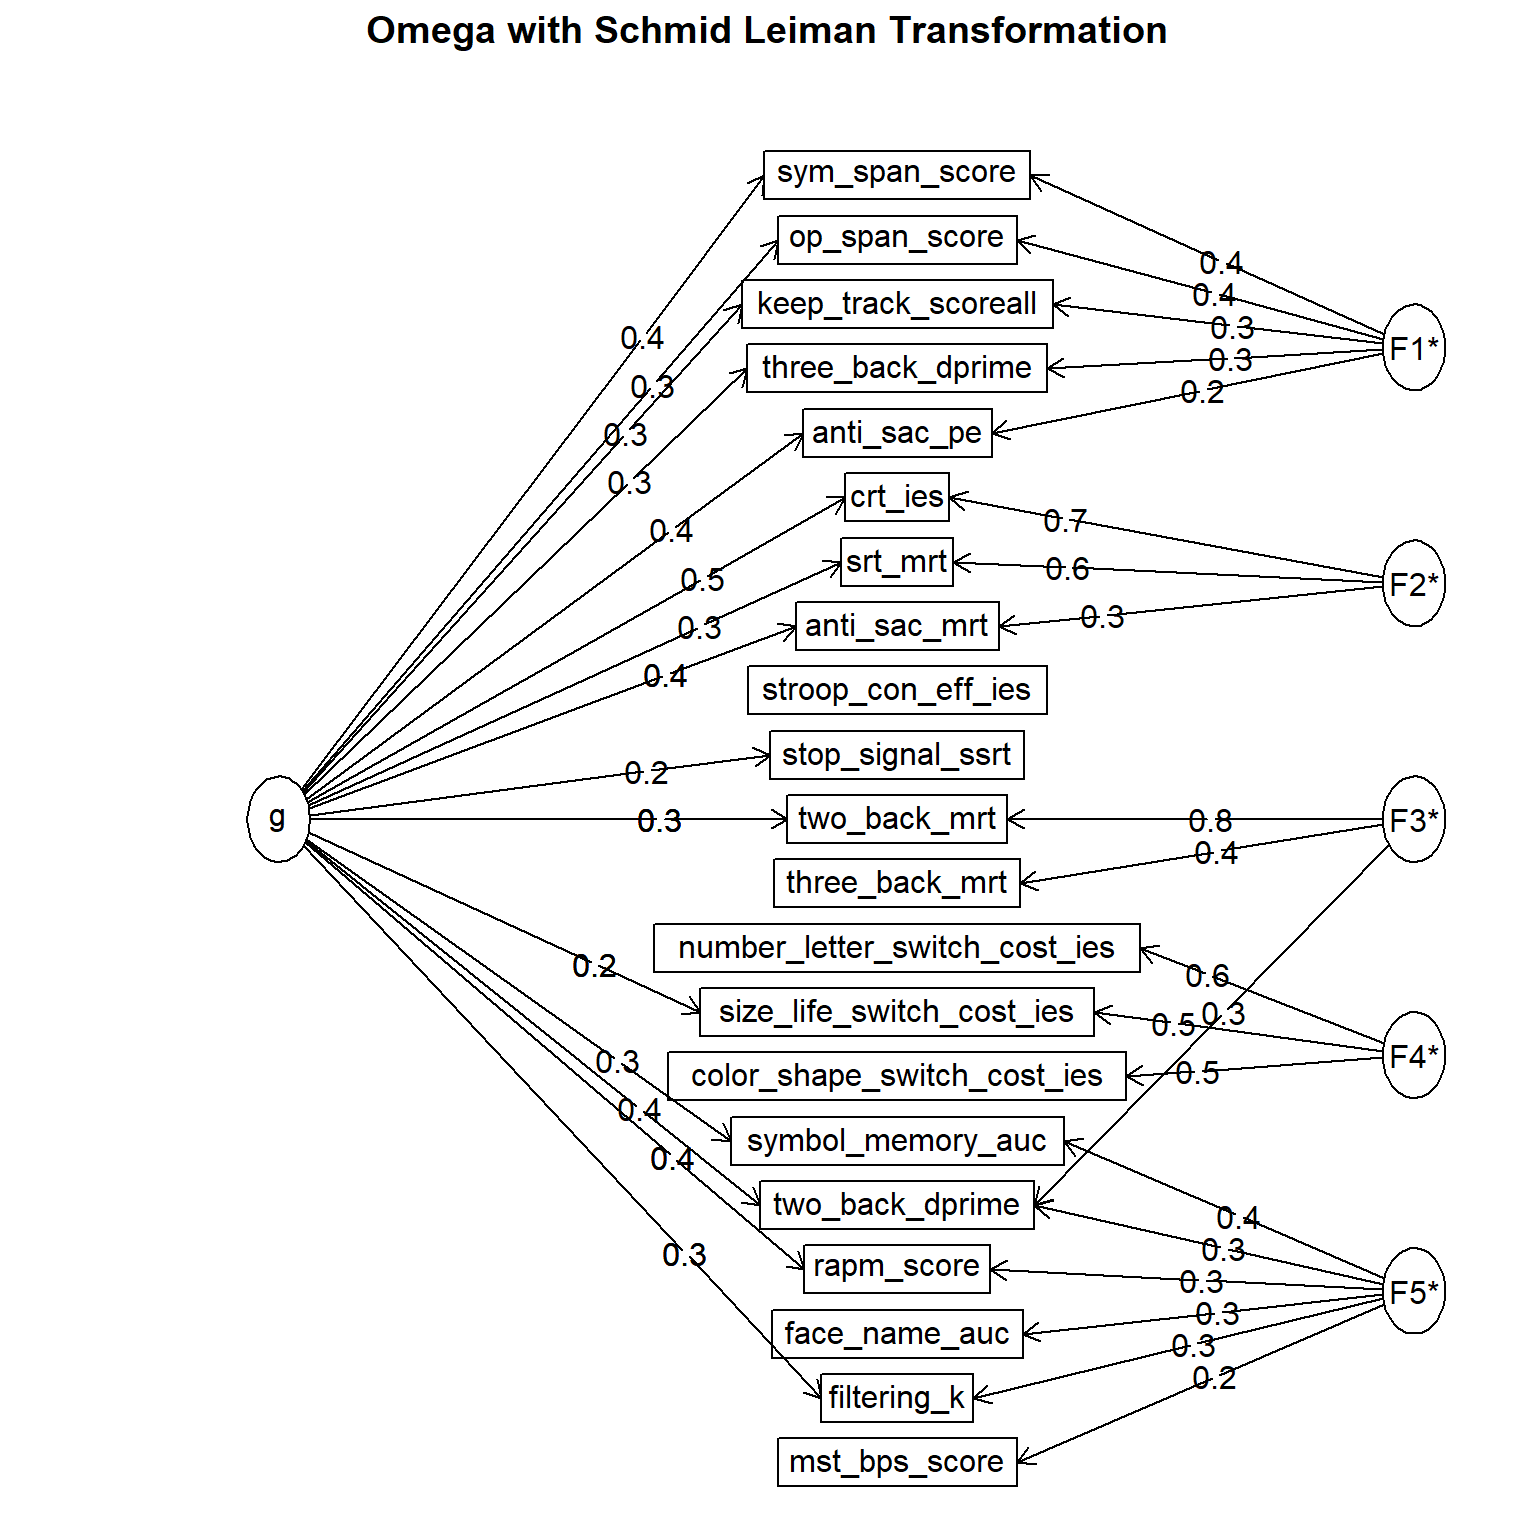 Omega with Schmid Leiman Transformation
sym_span_score
op_span_score
0.4
0.4
keep_track_scoreall
0.3
F1*
0.4
three_back_dprime
0.3
0.3
0.2
0.3
anti_sac_pe
0.3
crt_ies
0.7
0.4
srt_mrt
0.6
F2*
0.5
anti_sac_mrt
0.3
0.3
0.4
stroop_con_eff_ies
stop_signal_ssrt
0.2
g
0.3
two_back_mrt
0.8
F3*
0.4
three_back_mrt
number_letter_switch_cost_ies
0.2
0.6
size_life_switch_cost_ies
0.5
0.3
0.3
color_shape_switch_cost_ies
0.5
F4*
0.4
symbol_memory_auc
0.4
two_back_dprime
0.4
0.3
0.3
rapm_score
0.3
F5*
face_name_auc
0.3
0.3
filtering_k
0.2
mst_bps_score